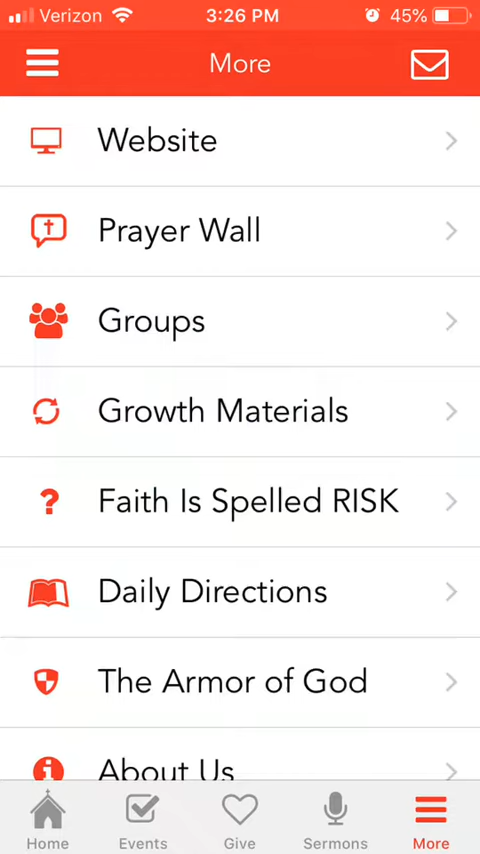 Verizon 3:26 PM 45%
More
Website
Prayer Wall
Groups
Growth Materials
? Faith Is Spelled RISK
Daily Directions
The Armor of God
About Us
Home Events Give Sermons More